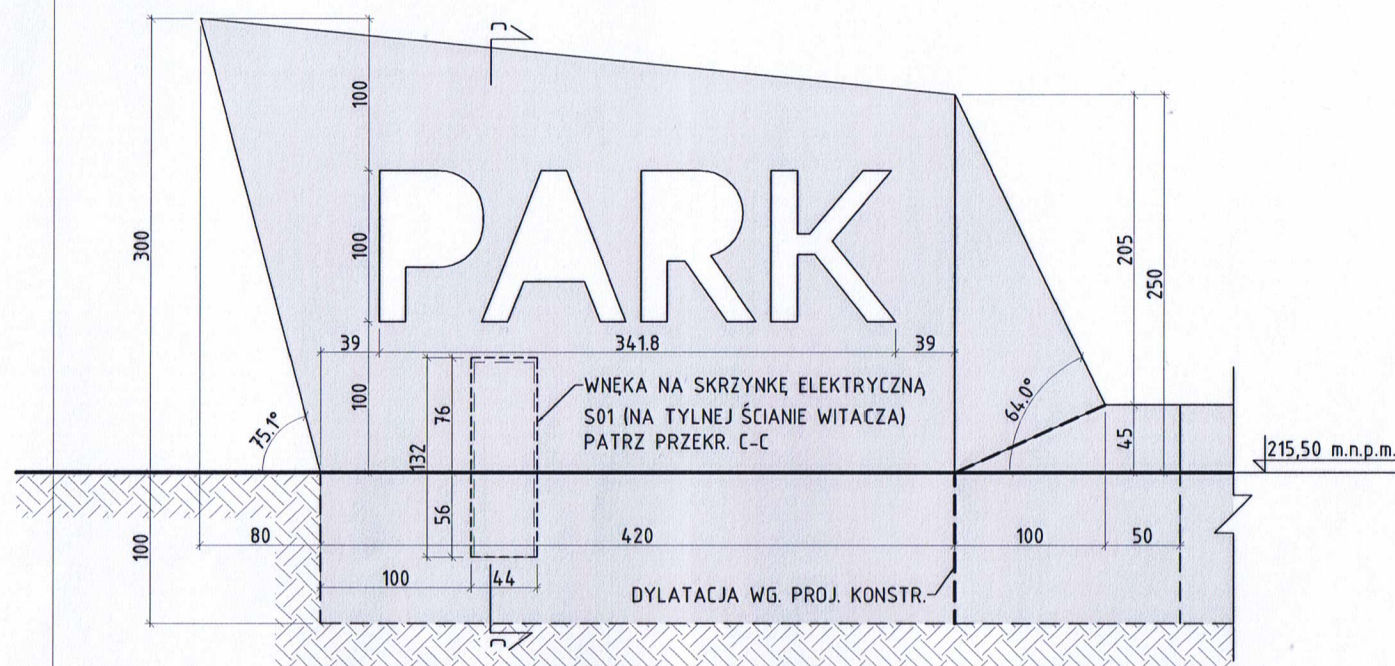 C
300
100
PARK
100
205
250
39
341.8
39
100
WNĘKA NA SKRZYNKĘ ELEKTRYCZNĄ
S01 (NA TYLNEJ ŚCIANIE WITACZA)
PATRZ PRZEKR. C-C
75.1°
64.0°
76
132
45
215,50 m.n.p.m.
56
100
80
420
100
50
100
44
DYLATACJA WG. PROJ. KONSTR.
C